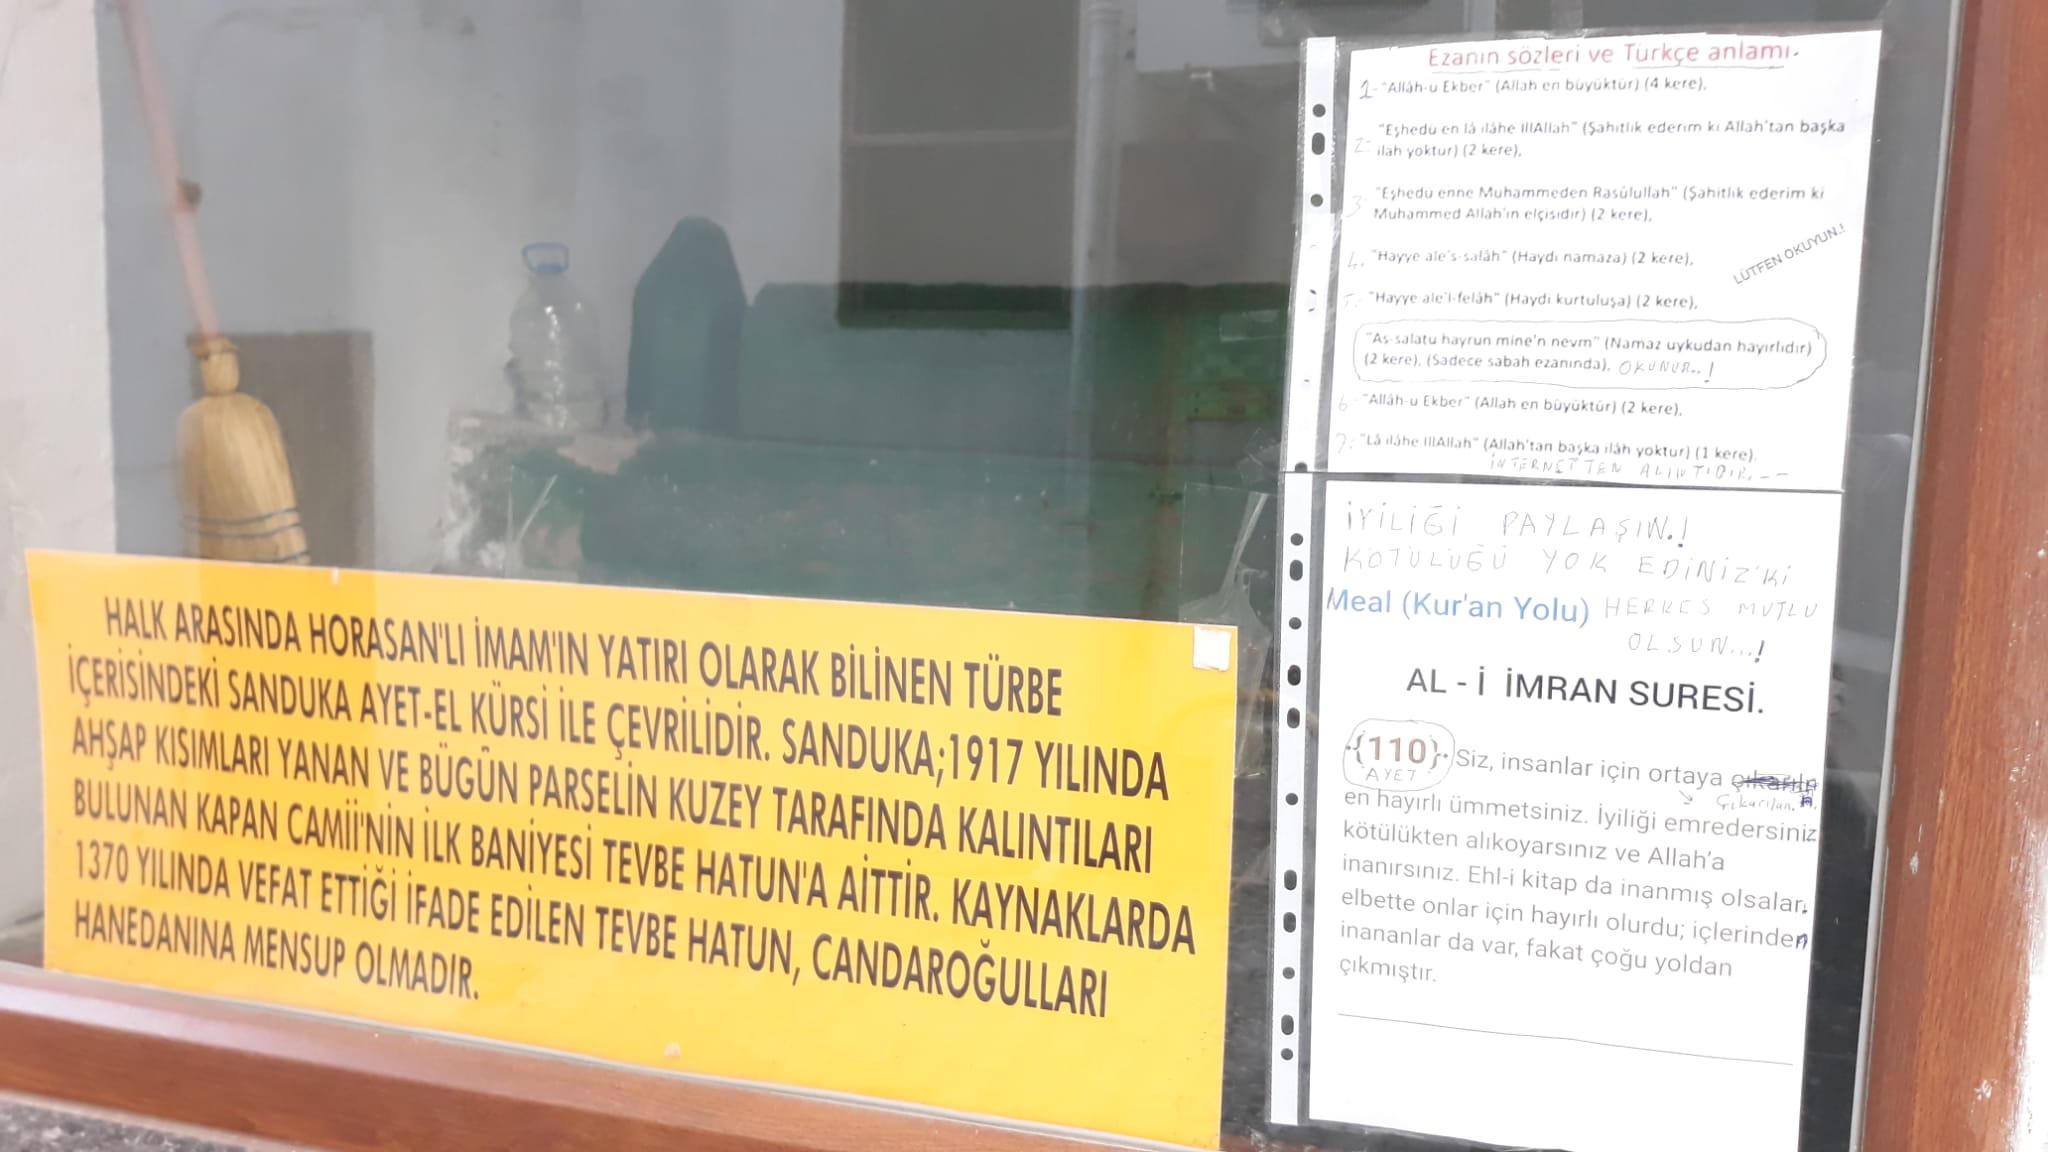 HALK ARASINDA HORASAN'LI İMAM'IN YATIRI OLARAK BİLİNEN TÜRBE
İÇERİSİNDEKİ SANDUKA AYET-EL KÜRSİ İLE ÇEVRİLİDİR. SANDUKA;1917 YILINDA
AHŞAP KISIMLARI YANAN VE BÜGÜN PARSELİN KUZEY TARAFINDA KALINTILARI
BULUNAN KAPAN CAMİİ'NİN İLK BANİYESİ TEVBE HATUN'A AİTTİR. KAYNAKLARDA
1370 YILINDA VEFAT ETTİĞİ İFADE EDİLEN TEVBE HATUN, CANDAROĞULLARI
HANEDANINA MENSUP OLMADIR.
Ezanın sözleri ve Türkçe anlamı.
1- "Allâh-u Ekber" (Allah en büyüktür) (4 kere),
2- "Eşhedü en lâ ilâhe illAllah" (Şahitlik ederim ki Allah'tan başka
ilah yoktur) (2 kere),
3- "Eşhedü enne Muhammeden Rasûlullah" (Şahitlik ederim ki
Muhammed Allah'ın elçisidir) (2 kere),
4. "Hayye ale's-salâh" (Haydi namaza) (2 kere),
LÜTFEN OKUYUN.!
5- "Hayye ale'l-felâh" (Haydi kurtuluşa) (2 kere),
"As-salatu hayrun mine'n nevm" (Namaz uykudan hayırlıdır)
(2 kere), (Sadece sabah ezanında), OKUNUR..!
6- "Allâh-u Ekber" (Allah en büyüktür) (2 kere),
7- "Lâ ilâhe illAllah" (Allah'tan başka ilâh yoktur) (1 kere).
İNTERNETTEN ALINTIDIR.--
İYİLİĞİ PAYLAŞIN.!
KÖTÜLÜĞÜ YOK EDİNİZ'Kİ
Meal (Kur'an Yolu) HERKES MUTLU
OLSUN...!
AL - İ İMRAN SURESİ.
{110} Siz, insanlar için ortaya
AYET
çıkarılan.
en hayırlı ümmetsiniz. İyiliği emredersiniz
kötülükten alıkoyarsınız ve Allah'a
inanırsınız. Ehl-i kitap da inanmış olsalar,
elbette onlar için hayırlı olurdu; içlerinden
inananlar da var, fakat çoğu yoldan
çıkmıştır.